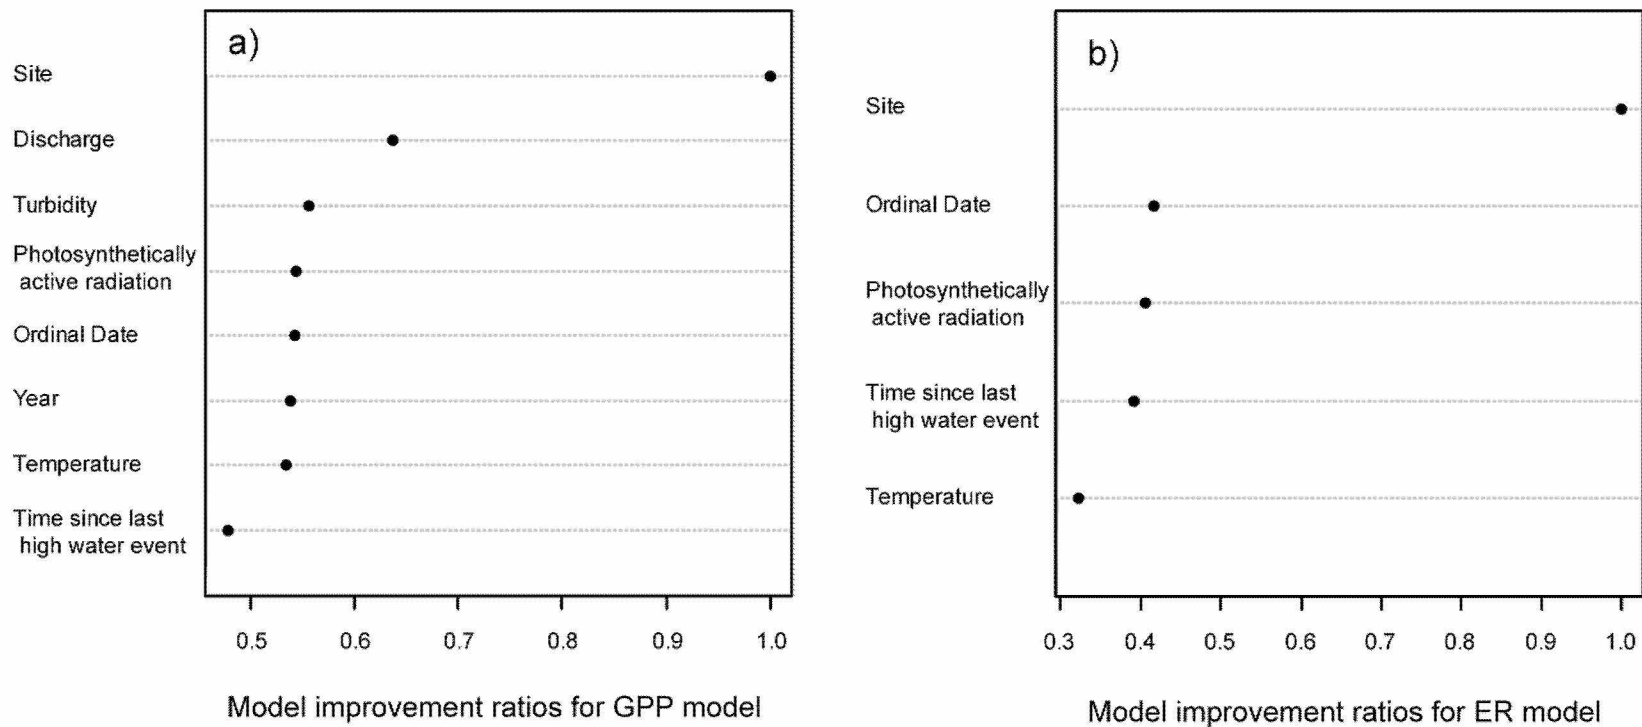 a)
Site
Discharge
Turbidity
Photosynthetically
active radiation
Ordinal Date
Year
Temperature
Time since last
high water event
0.5 0.6 0.7 0.8 0.9 1.0
Model improvement ratios for GPP model
b)
Site
Ordinal Date
Photosynthetically
active radiation
Time since last
high water event
Temperature
0.3 0.4 0.5 0.6 0.7 0.8 0.9 1.0
Model improvement ratios for ER model